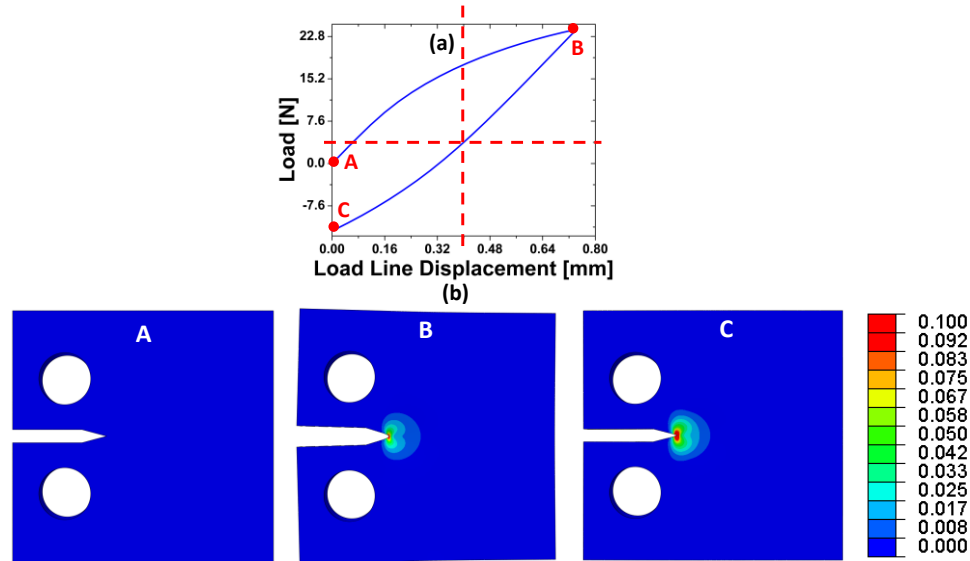 (a)
Load [N]
22.8
15.2
7.6
0.0
-7.6
A
B
C
0.00 0.16 0.32 0.48 0.64 0.80
Load Line Displacement [mm]
(b)
A
B
C
0.100
0.092
0.083
0.075
0.067
0.058
0.050
0.042
0.033
0.025
0.017
0.008
0.000